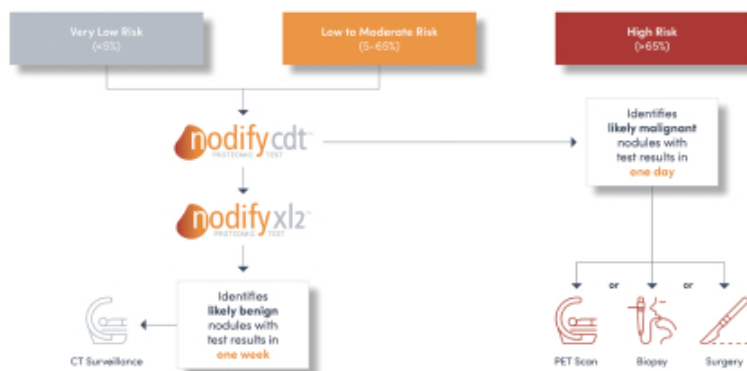 Very Low Risk
(<5%)
Low to Moderate Risk
(5-65%)
High Risk
(>65%)
nodify cdt™
PROTEOMIC TEST
Identifies
likely malignant
nodules with
test results in
one day
nodify xl2™
PROTEOMIC TEST
Identifies
likely benign
nodules with
test results in
one week
CT Surveillance
or
or
PET Scan
Biopsy
Surgery